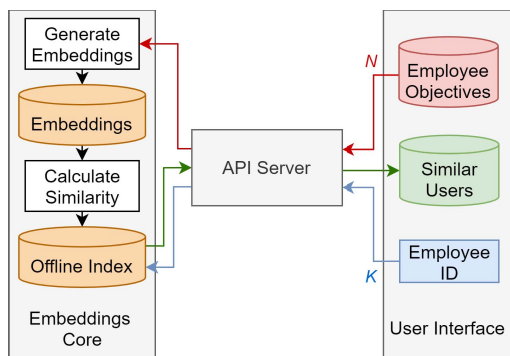 Generate
Embeddings
Embeddings
Calculate
Similarity
Offline Index
Embeddings
Core
API Server
N
K
Employee
Objectives
Similar
Users
Employee
ID
User Interface